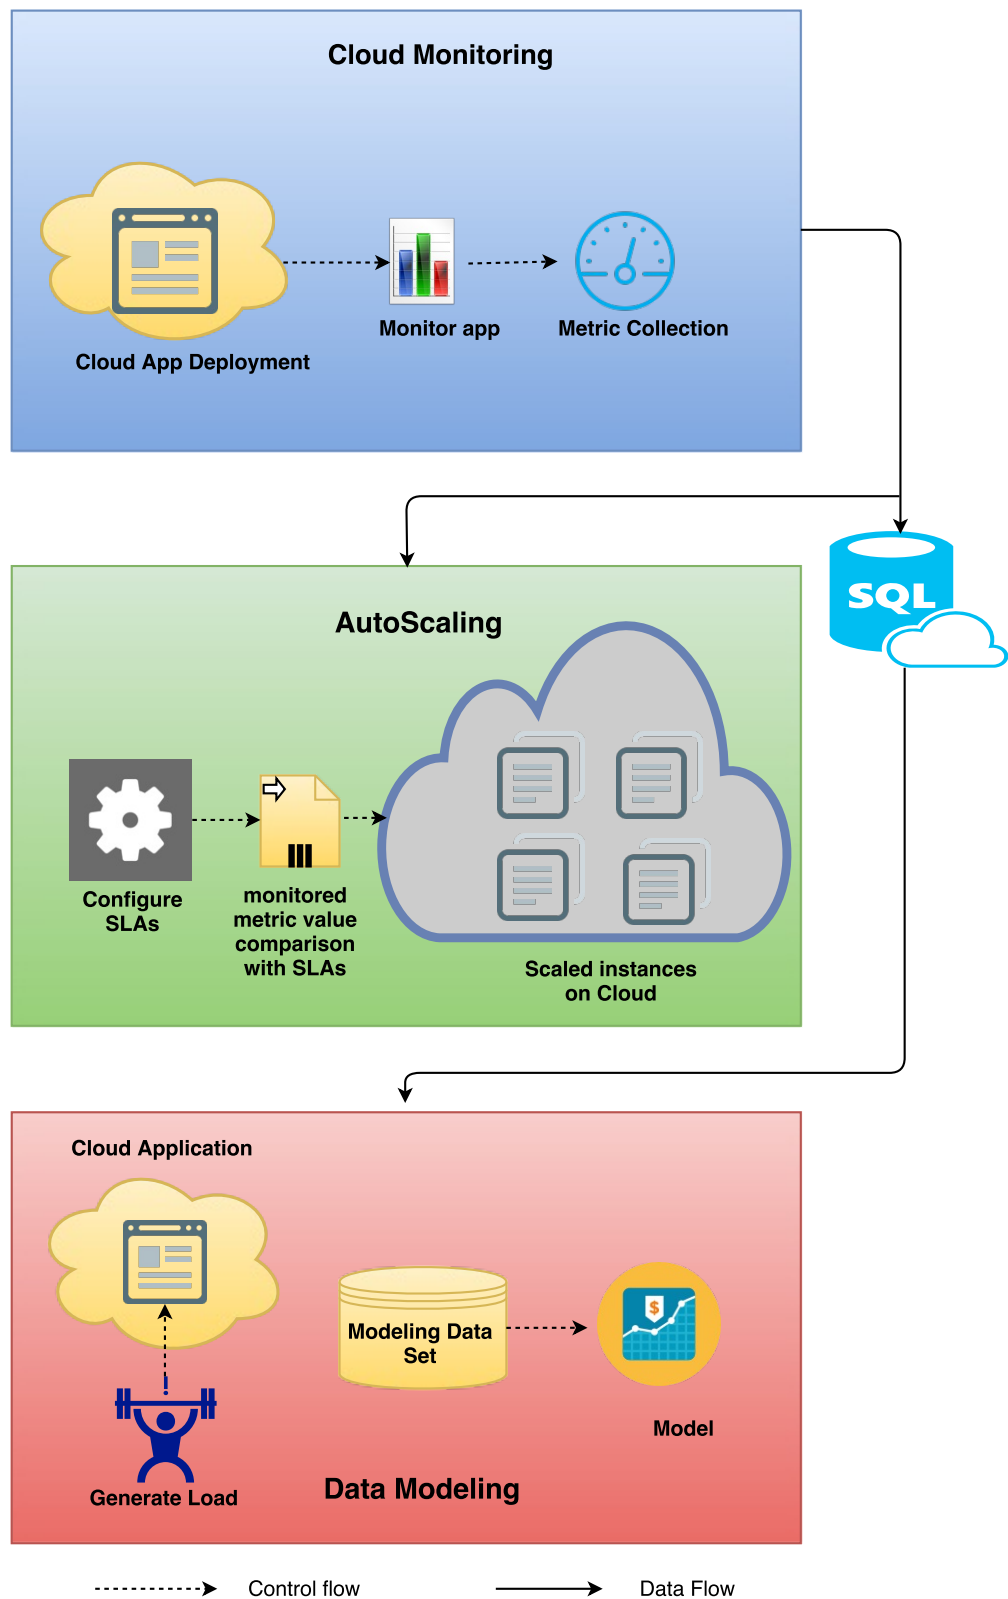 Cloud Monitoring
Monitor app
Metric Collection
Cloud App Deployment
SQL
AutoScaling
Configure
SLAs
monitored
metric value
comparison
with SLAs
Scaled instances
on Cloud
Cloud Application
$
Modeling Data
Set
Model
Generate Load
Data Modeling
Control flow
Data Flow